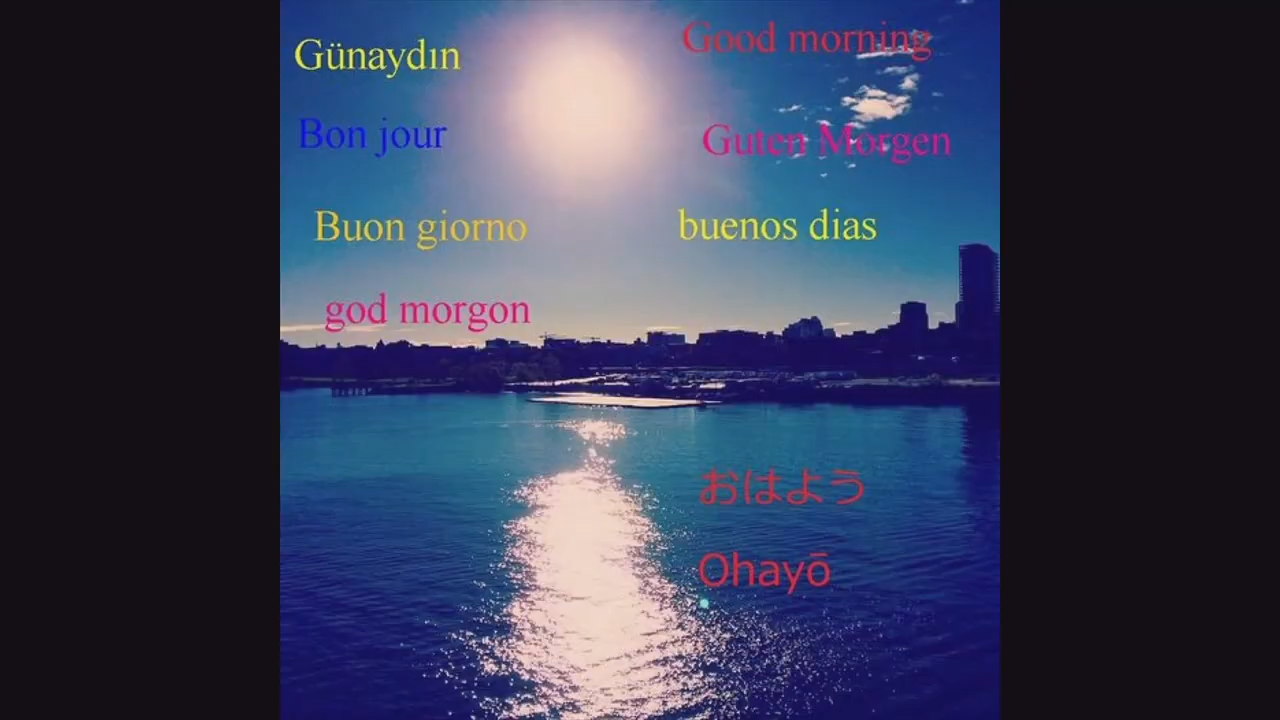 Günaydın
Good morning
Bon jour
Guten Morgen
Buon giorno
buenos dias
god morgon
おはよう
Ohayō